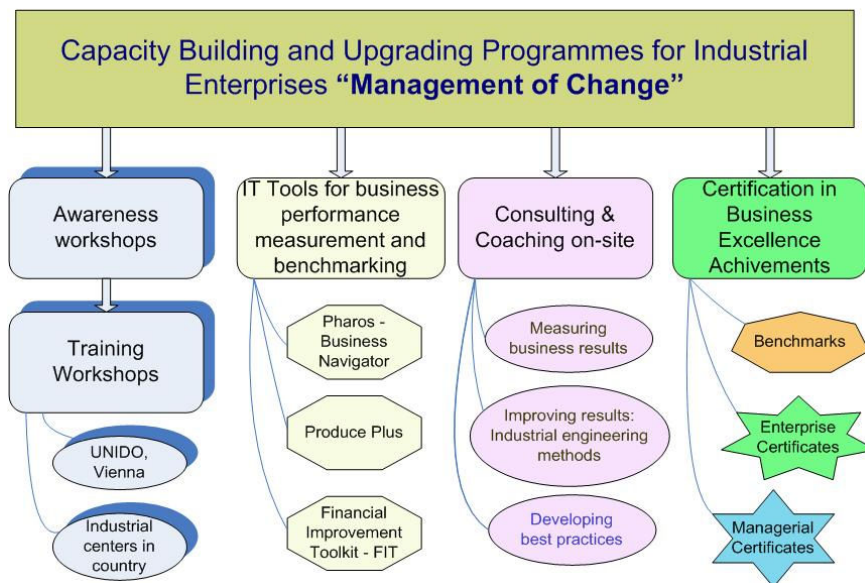 Capacity Building and Upgrading Programmes for Industrial
Enterprises “Management of Change”
Awareness
workshops
Training
Workshops
UNIDO,
Vienna
Industrial
centers in
country
IT Tools for business
performance
measurement and
benchmarking
Pharos -
Business
Navigator
Produce Plus
Financial
Improvement
Toolkit - FIT
Consulting &
Coaching on-site
Measuring
business results
Improving results:
Industrial engineering
methods
Developing
best practices
Certification in
Business
Excellence
Achivements
Benchmarks
Enterprise
Certificates
Managerial
Certificates